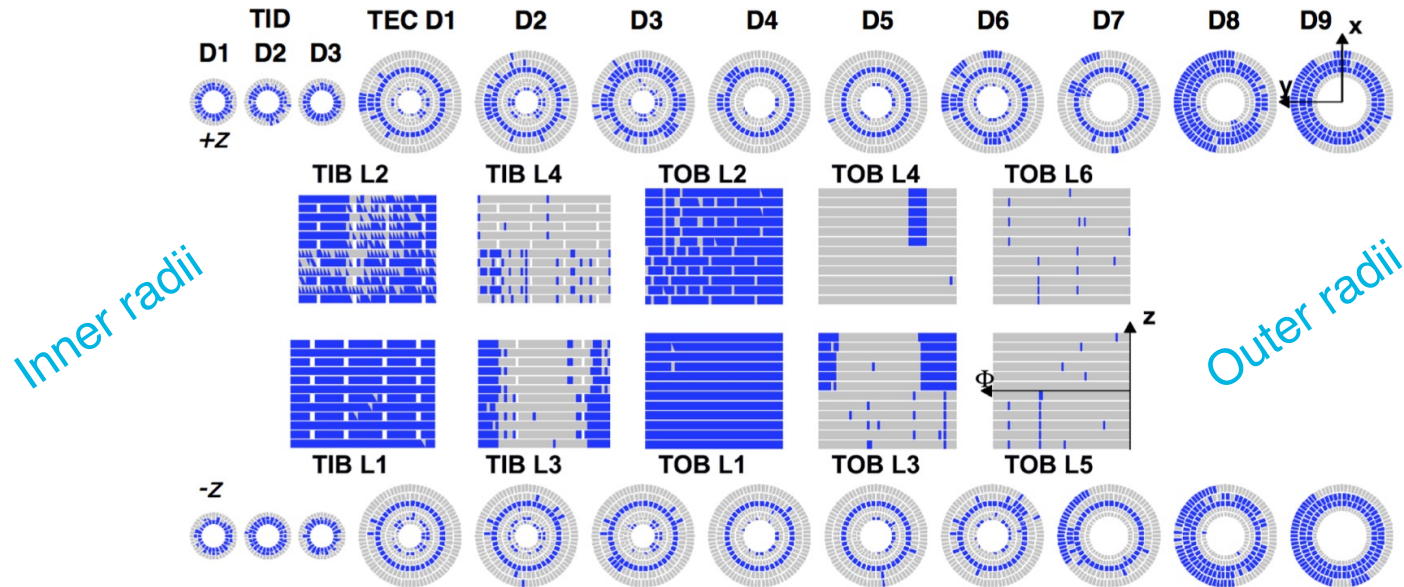 TID
TEC D1 D2 D3 D4 D5 D6 D7 D8 D9
D1 D2 D3
x
y
+z
TIB L2 TIB L4 TOB L2 TOB L4 TOB L6
Inner radii
Outer radii
z
Φ
TIB L1 TIB L3 TOB L1 TOB L3 TOB L5
-z